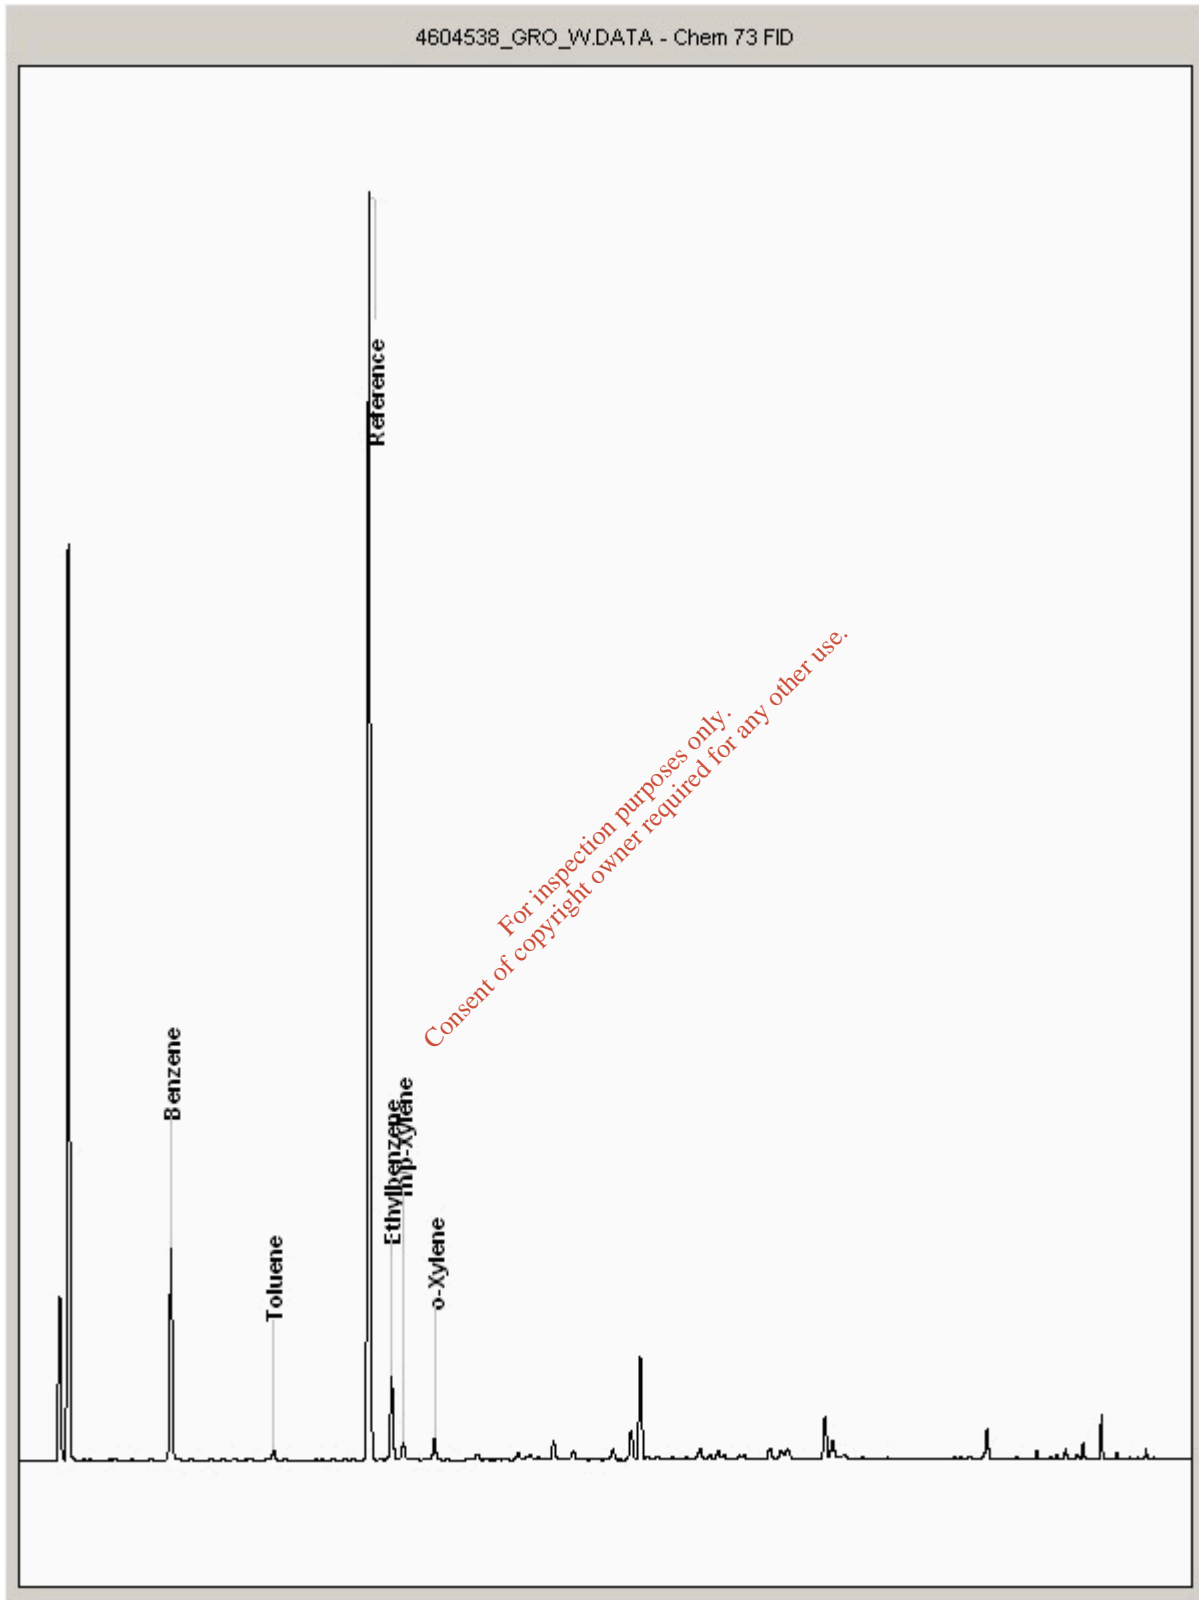 4604538_GRO_W.DATA - Chem 73 FID
Reference
For inspection purposes only.
Consent of copyright owner required for any other use.
Benzene
Ethylbenzene
m/p-Xylene
o-Xylene
Toluene